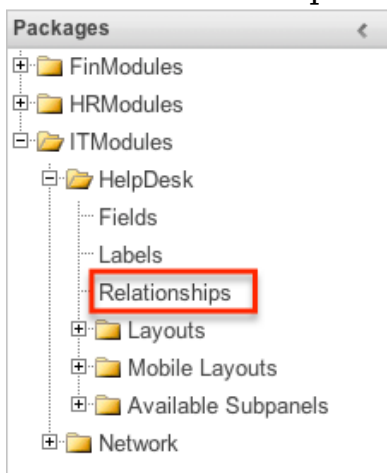 Packages
FinModules
HRModules
ITModules
HelpDesk
Fields
Labels
Relationships
Layouts
Mobile Layouts
Available Subpanels
Network